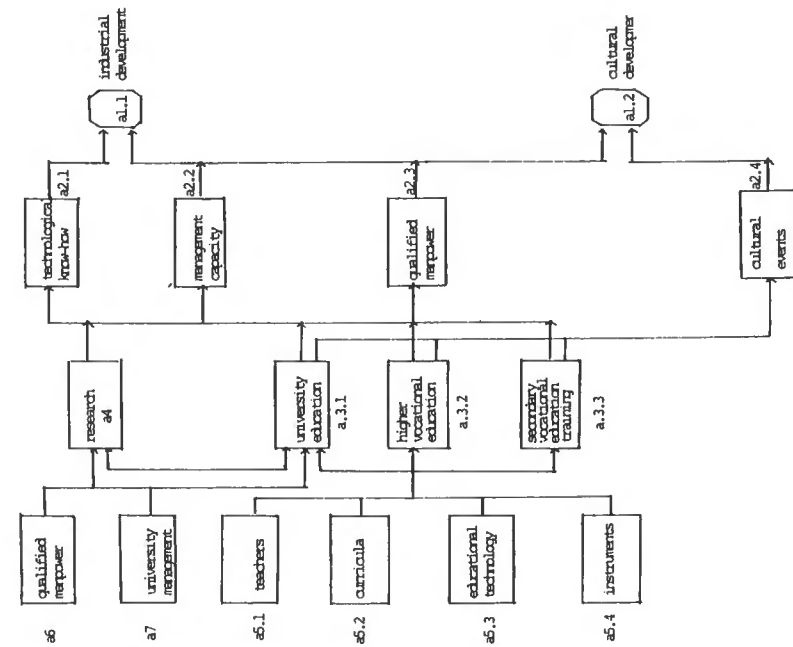 a5.4
a5.3
a5.2
a5.1
a7
a6
instruments
educational
technology
curricula
teachers
university
management
qualified
manpower
secondary
vocational
education
training
a.3.3
higher
vocational
education
a.3.2
university
education
a.3.1
research
a4
cultural
events
a2.4
qualified
manpower
a2.3
management
capacity
a2.2
technological
know-how
a2.1
a1.2
cultural
developmer
a1.1
industrial
development